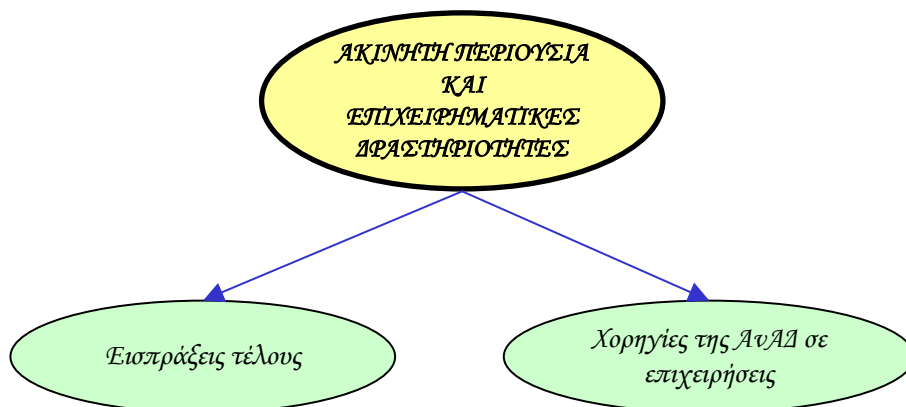 ΑΚΙΝΗΤΗ ΠΕΡΙΟΥΣΙΑ
ΚΑΙ
ΕΠΙΧΕΙΡΗΜΑΤΙΚΕΣ
ΔΡΑΣΤΗΡΙΟΤΗΤΕΣ
Εισπράξεις τέλους
Χορηγίες της ΑνΑΔ σε
επιχειρήσεις